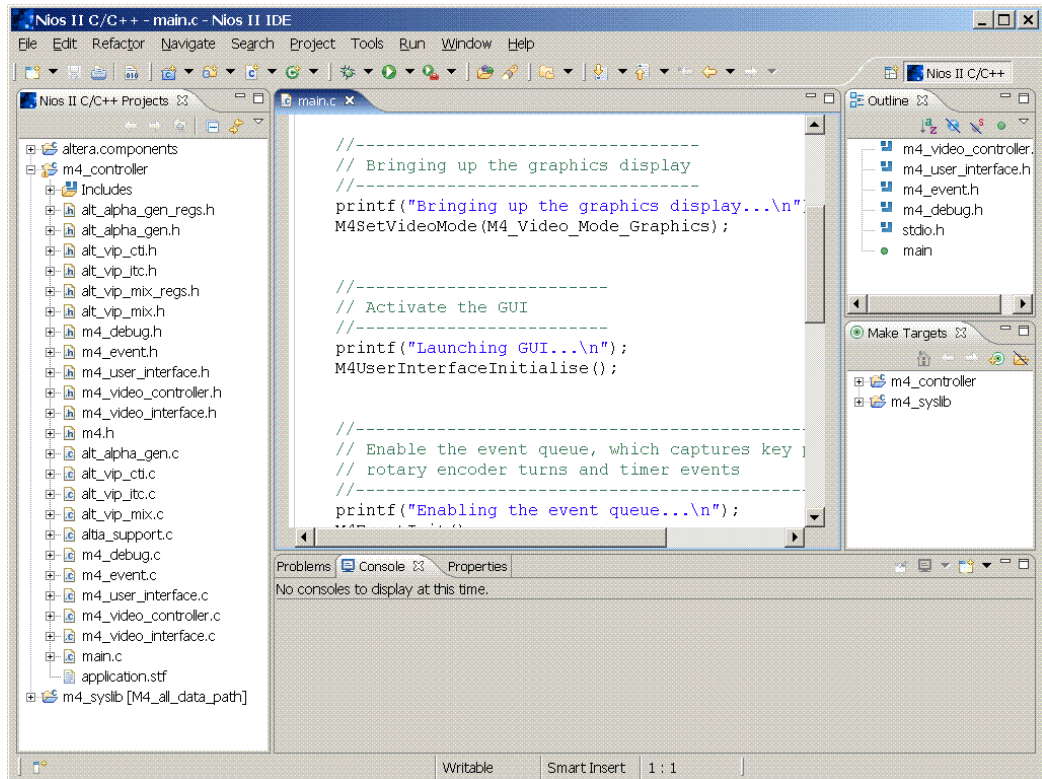 Nios II C/C++ - main.c - Nios II IDE
File Edit Refactor Navigate Search Project Tools Run Window Help
Nios II C/C++
Nios II C/C++ Projects
altera.components
m4_controller
Includes
alt_alpha_gen_regs.h
alt_alpha_gen.h
alt_vip_cti.h
alt_vip_itc.h
alt_vip_mix_regs.h
alt_vip_mix.h
m4_debug.h
m4_event.h
m4_user_interface.h
m4_video_controller.h
m4_video_interface.h
m4.h
alt_alpha_gen.c
alt_vip_cti.c
alt_vip_itc.c
alt_vip_mix.c
altia_support.c
m4_debug.c
m4_event.c
m4_user_interface.c
m4_video_controller.c
m4_video_interface.c
main.c
application.stf
m4_syslib [M4_all_data_path]
main.c
//----------------------------------
// Bringing up the graphics display
//----------------------------------
printf("Bringing up the graphics display...\n"
M4SetVideoMode(M4_Video_Mode_Graphics);
//-------------------------
// Activate the GUI
//-------------------------
printf("Launching GUI...\n");
M4UserInterfaceInitialise();
//---------------------------------------------
// Enable the event queue, which captures key
// rotary encoder turns and timer events
//---------------------------------------------
printf("Enabling the event queue...\n");
Outline
m4_video_controller.
m4_user_interface.h
m4_event.h
m4_debug.h
stdio.h
main
Make Targets
m4_controller
m4_syslib
Problems Console Properties
No consoles to display at this time.
Writable Smart Insert 1 : 1